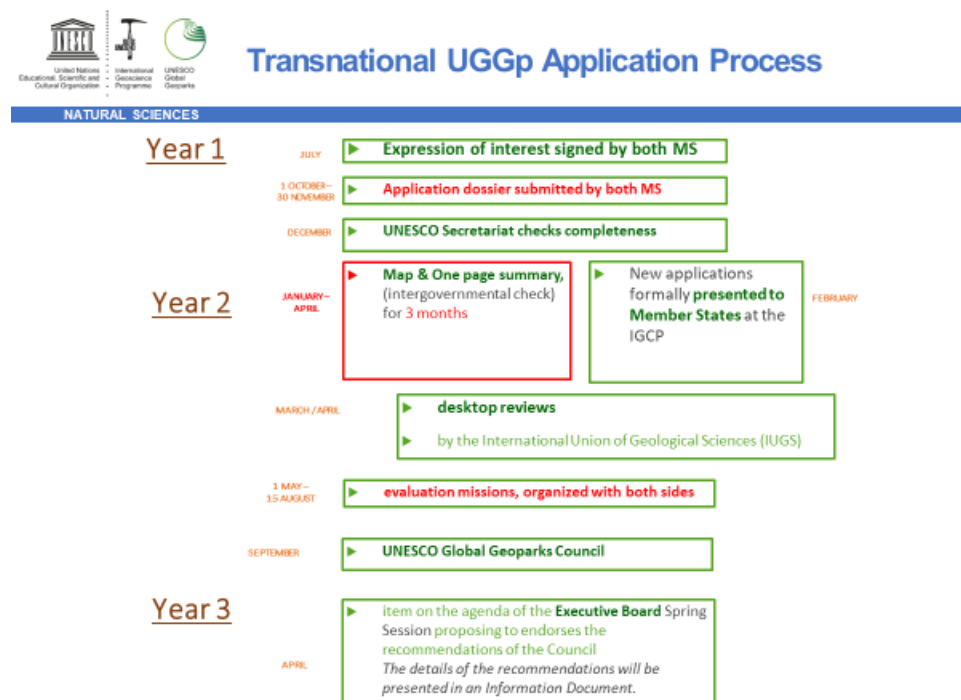 UNESCO
United Nations
Educational, Scientific and
Cultural Organization
International
Geoscience
Programme
UNESCO
Global
Geoparks
Transnational UGGp Application Process
NATURAL SCIENCES
Year 1
JULY
Expression of interest signed by both MS
1 OCTOBER–
30 NOVEMBER
Application dossier submitted by both MS
DECEMBER
UNESCO Secretariat checks completeness
Year 2
JANUARY–
APRIL
Map & One page summary,
(intergovernmental check)
for 3 months
New applications
formally presented to
Member States at the
IGCP
FEBRUARY
MARCH / APRIL
desktop reviews
by the International Union of Geological Sciences (IUGS)
1 MAY–
15 AUGUST
evaluation missions, organized with both sides
SEPTEMBER
UNESCO Global Geoparks Council
Year 3
APRIL
item on the agenda of the Executive Board Spring
Session proposing to endorses the
recommendations of the Council
The details of the recommendations will be
presented in an Information Document.